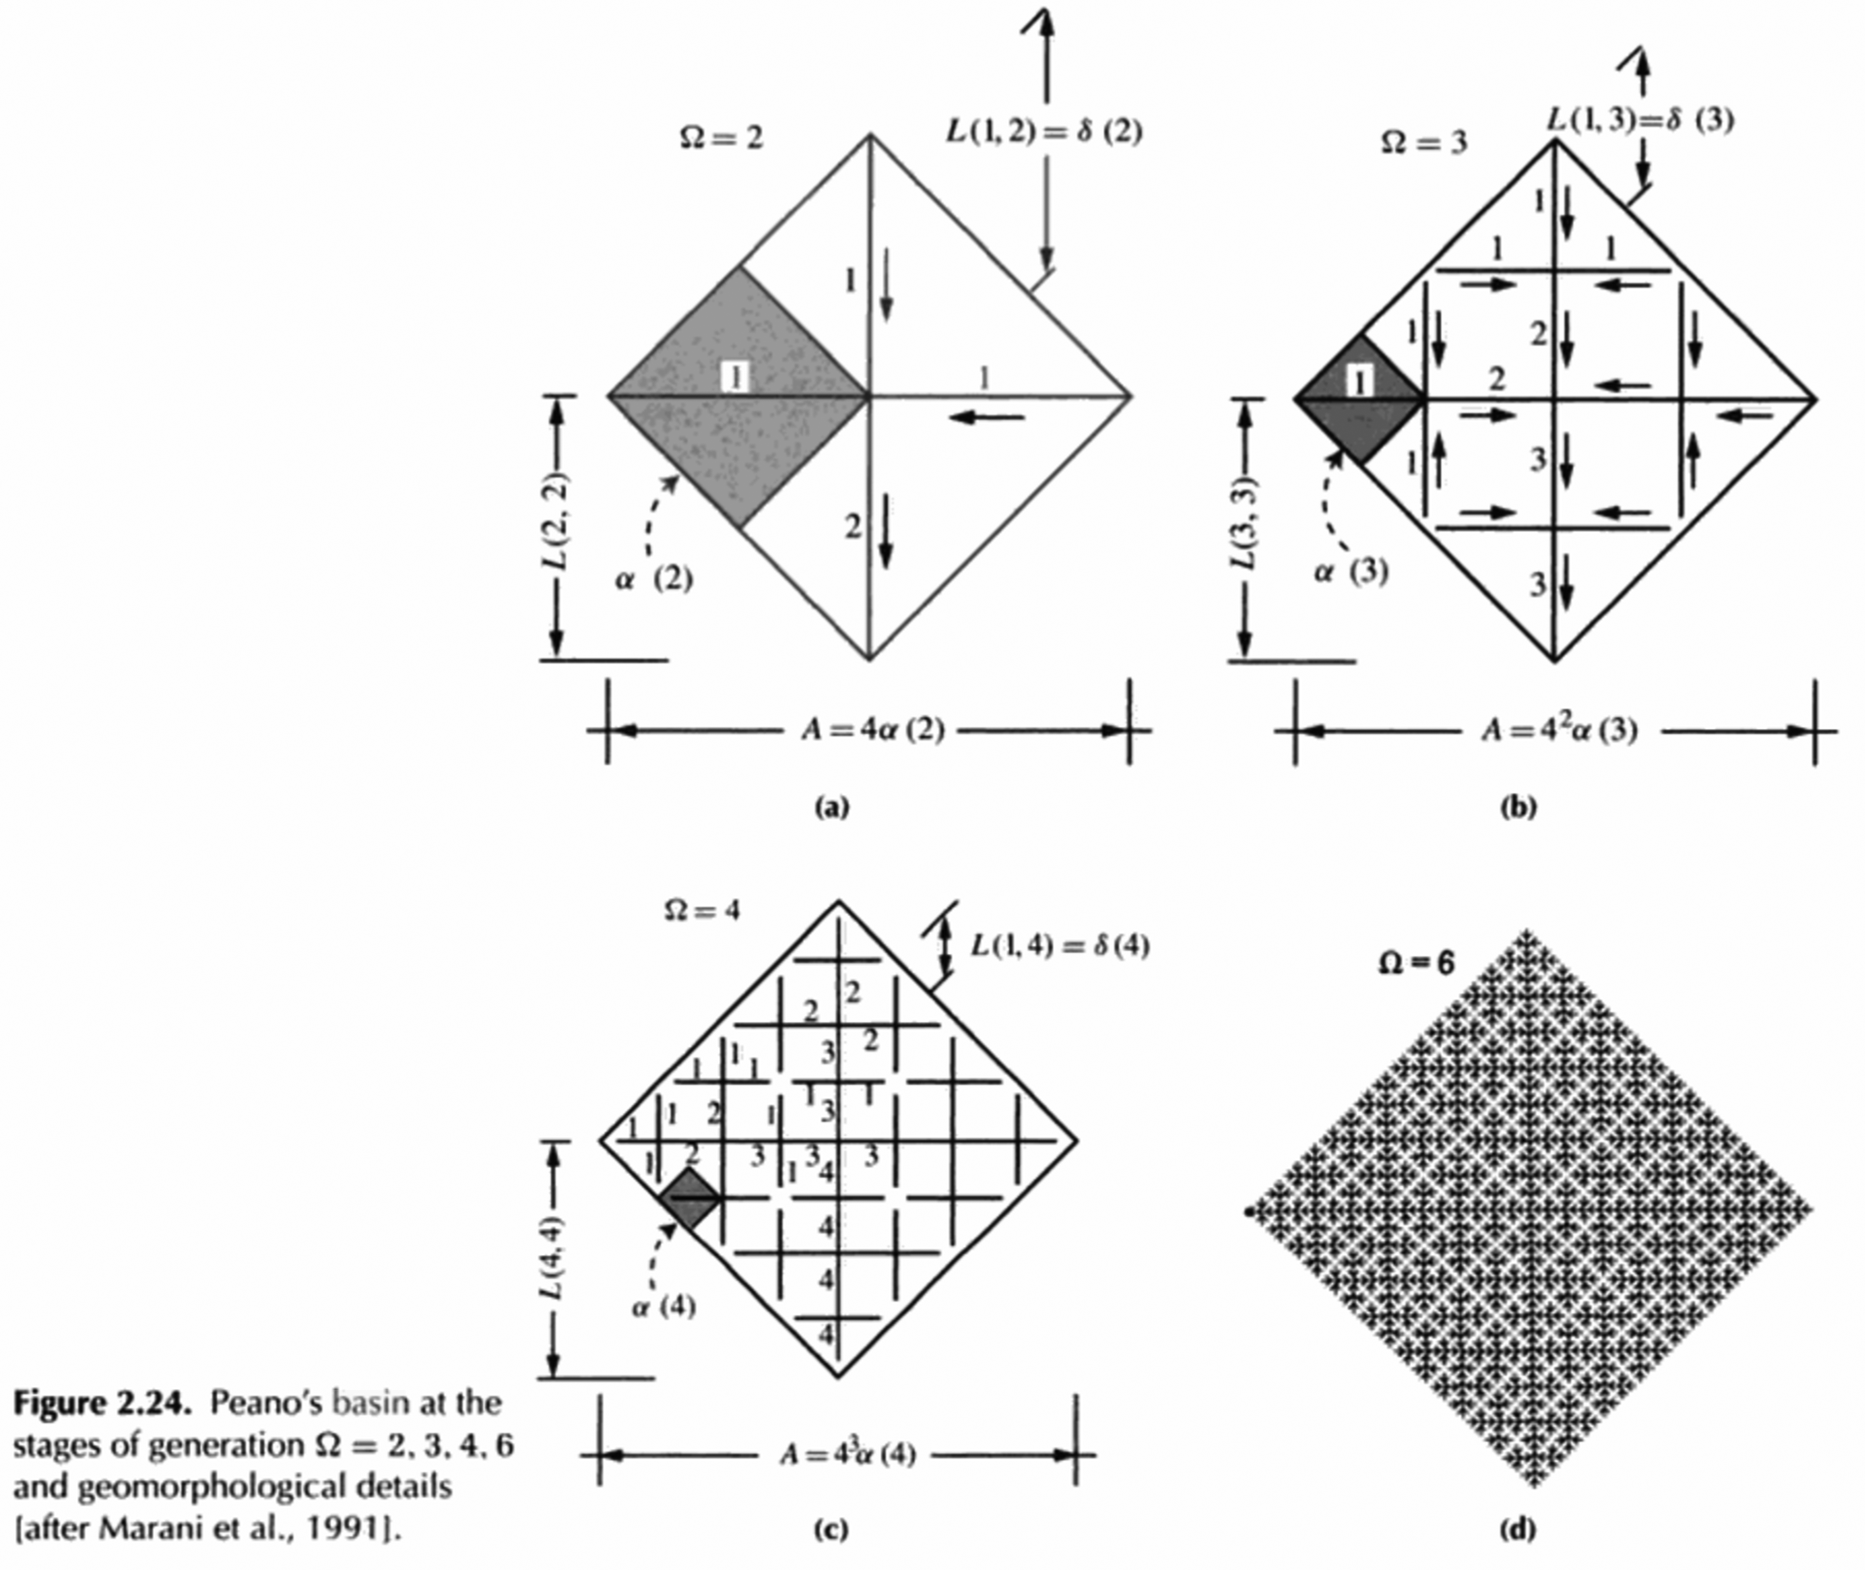 Ω = 2
L(1, 2) = δ (2)
1
1
1
2
L(2, 2)
α (2)
A = 4α (2)
(a)
Ω = 3
L(1, 3)=δ (3)
1
1
1
1
2
1
2
1
3
3
L(3, 3)
α (3)
A = 4²α (3)
(b)
Ω = 4
L(1, 4) = δ (4)
2
2
2
3
1
1
1
1
1
3
1
2
1
1
1
2
3
3
3
1
4
4
4
4
L(4, 4)
α (4)
A = 4³α (4)
(c)
Ω = 6
(d)
Figure 2.24. Peano's basin at the
stages of generation Ω = 2, 3, 4, 6
and geomorphological details
[after Marani et al., 1991].